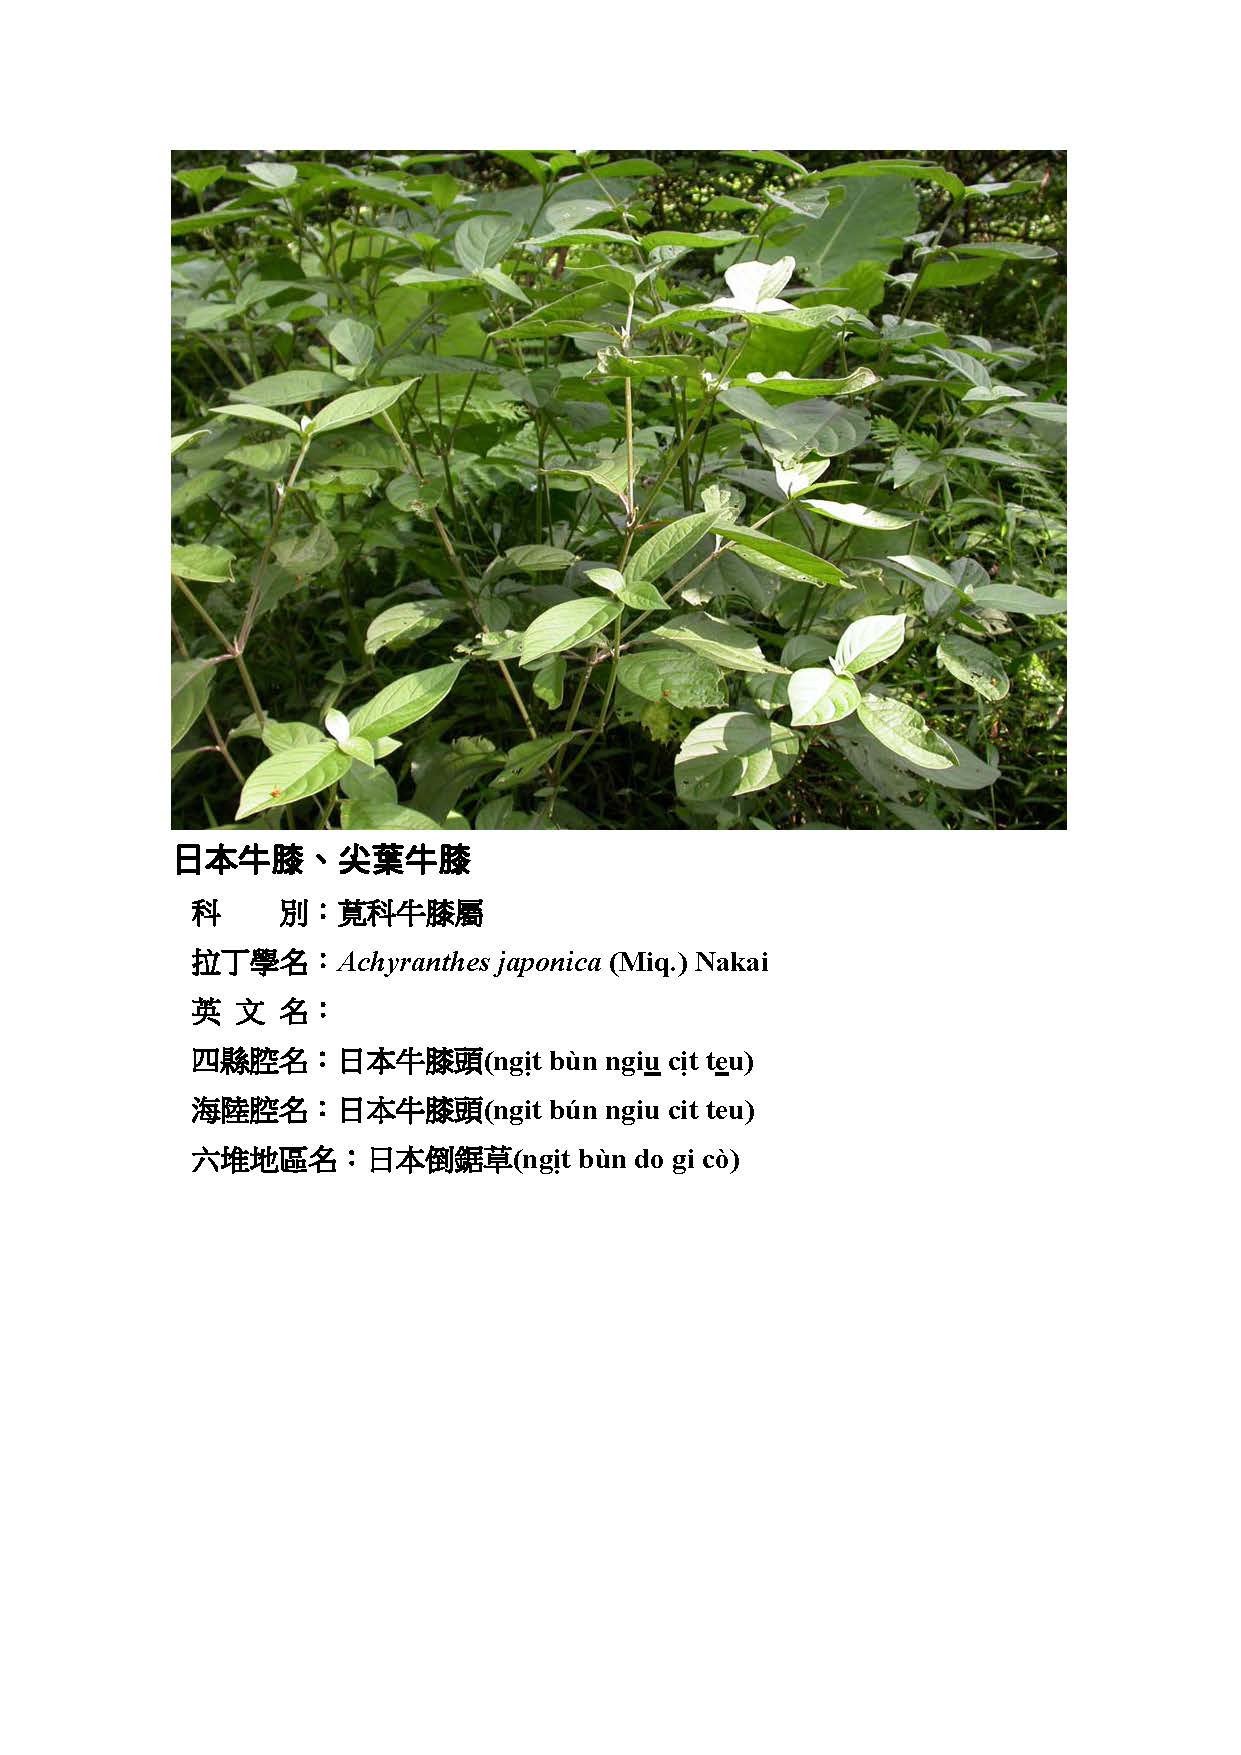 日本牛膝、尖葉牛膝
科　　別：莧科牛膝屬
拉丁學名：Achyranthes japonica (Miq.) Nakai
英 文 名：
四縣腔名：日本牛膝頭(ngịt bùn ngiu̲ cịt te̲u)
海陸腔名：日本牛膝頭(ngit bún ngiu cit teu)
六堆地區名：日本倒鋸草(ngịt bùn do gi cò)